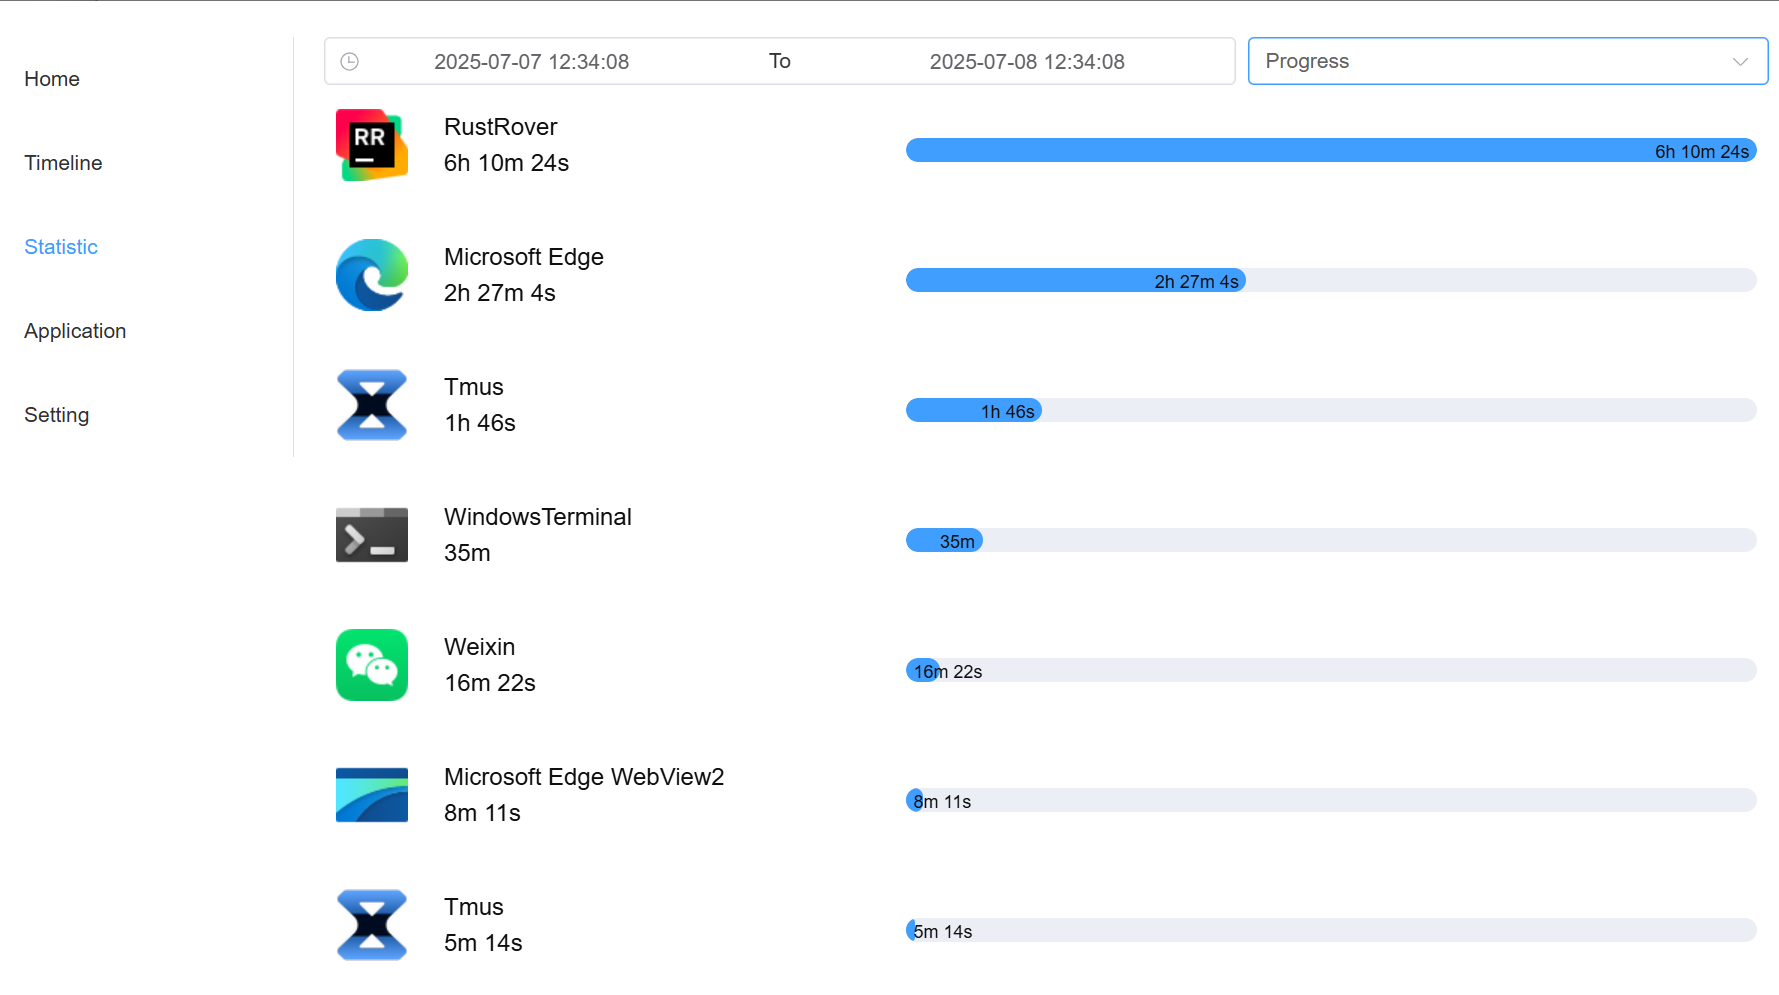 Home
Timeline
Statistic
Application
Setting
2025-07-07 12:34:08 To 2025-07-08 12:34:08
Progress
RR
RustRover
6h 10m 24s
6h 10m 24s
Microsoft Edge
2h 27m 4s
2h 27m 4s
Tmus
1h 46s
1h 46s
WindowsTerminal
35m
35m
Weixin
16m 22s
16m 22s
Microsoft Edge WebView2
8m 11s
8m 11s
Tmus
5m 14s
5m 14s